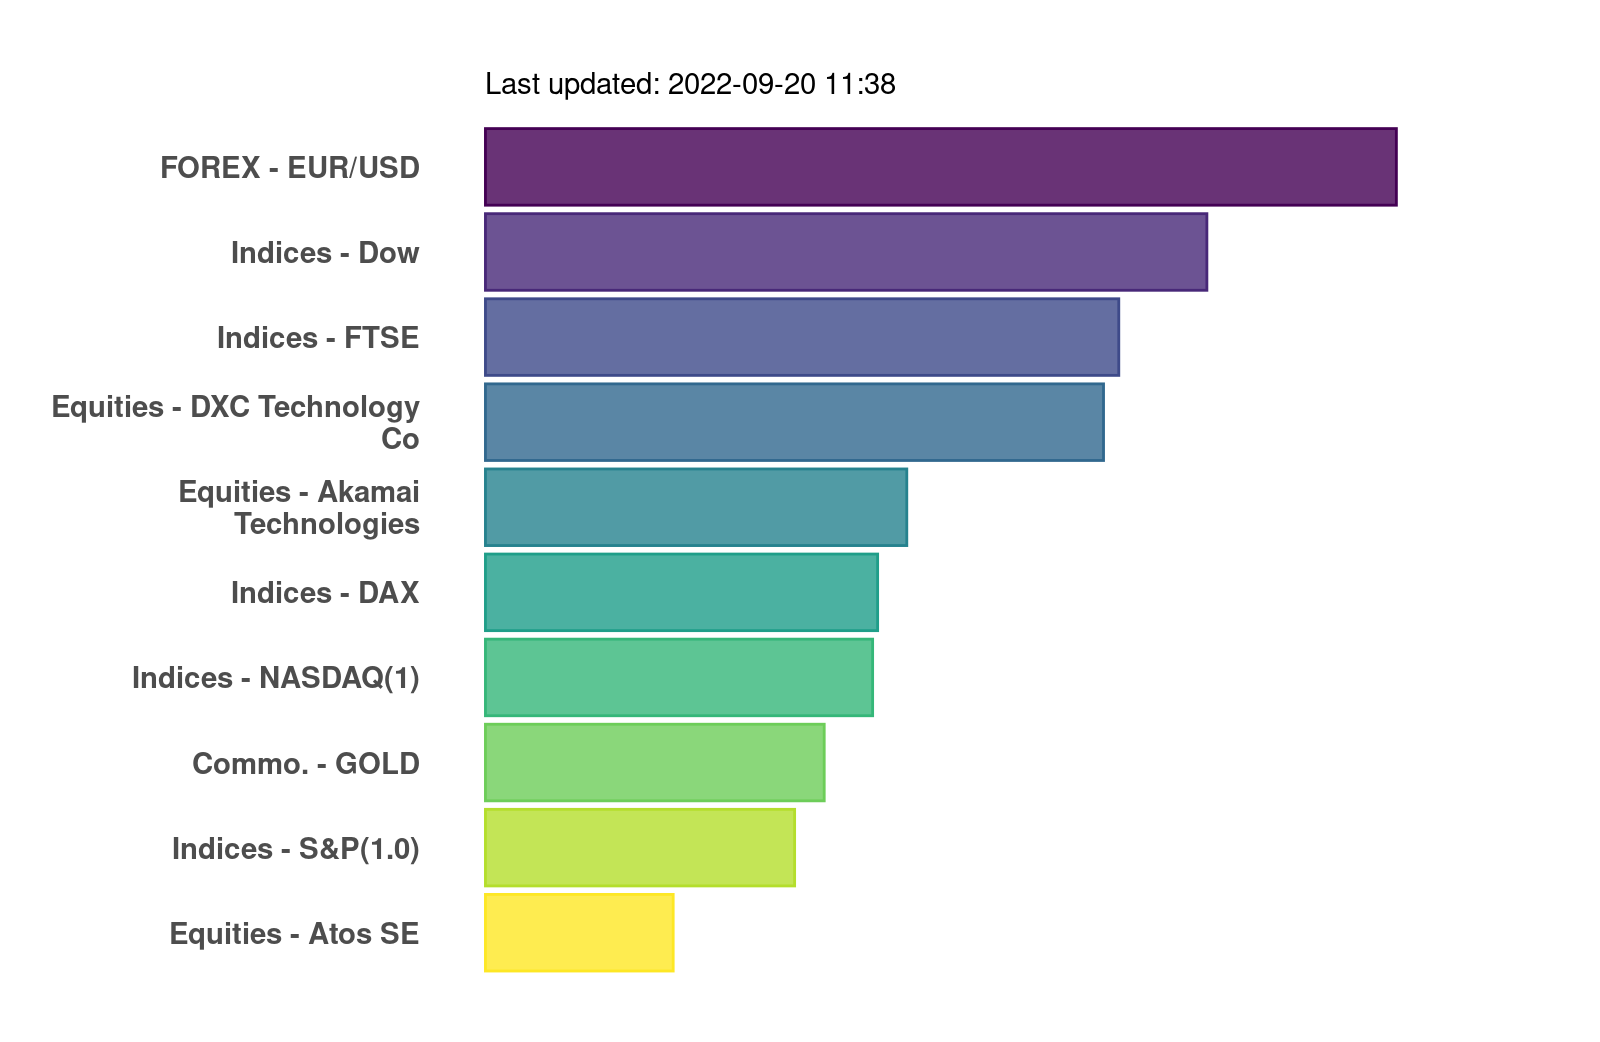 Last updated: 2022-09-20 11:38
FOREX - EUR/USD
Indices - Dow
Indices - FTSE
Equities - DXC Technology
Co
Equities - Akamai
Technologies
Indices - DAX
Indices - NASDAQ(1)
Commo. - GOLD
Indices - S&P(1.0)
Equities - Atos SE